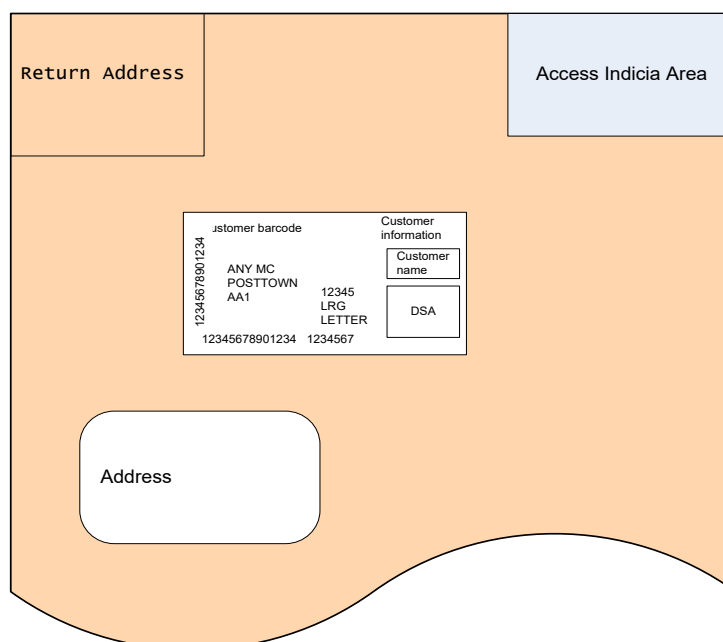 Return Address
Access Indicia Area
ustomer barcode
Customer
information
Customer
name
12345678901234
ANY MC
POSTTOWN
AA1
12345
LRG
LETTER
DSA
12345678901234 1234567
Address